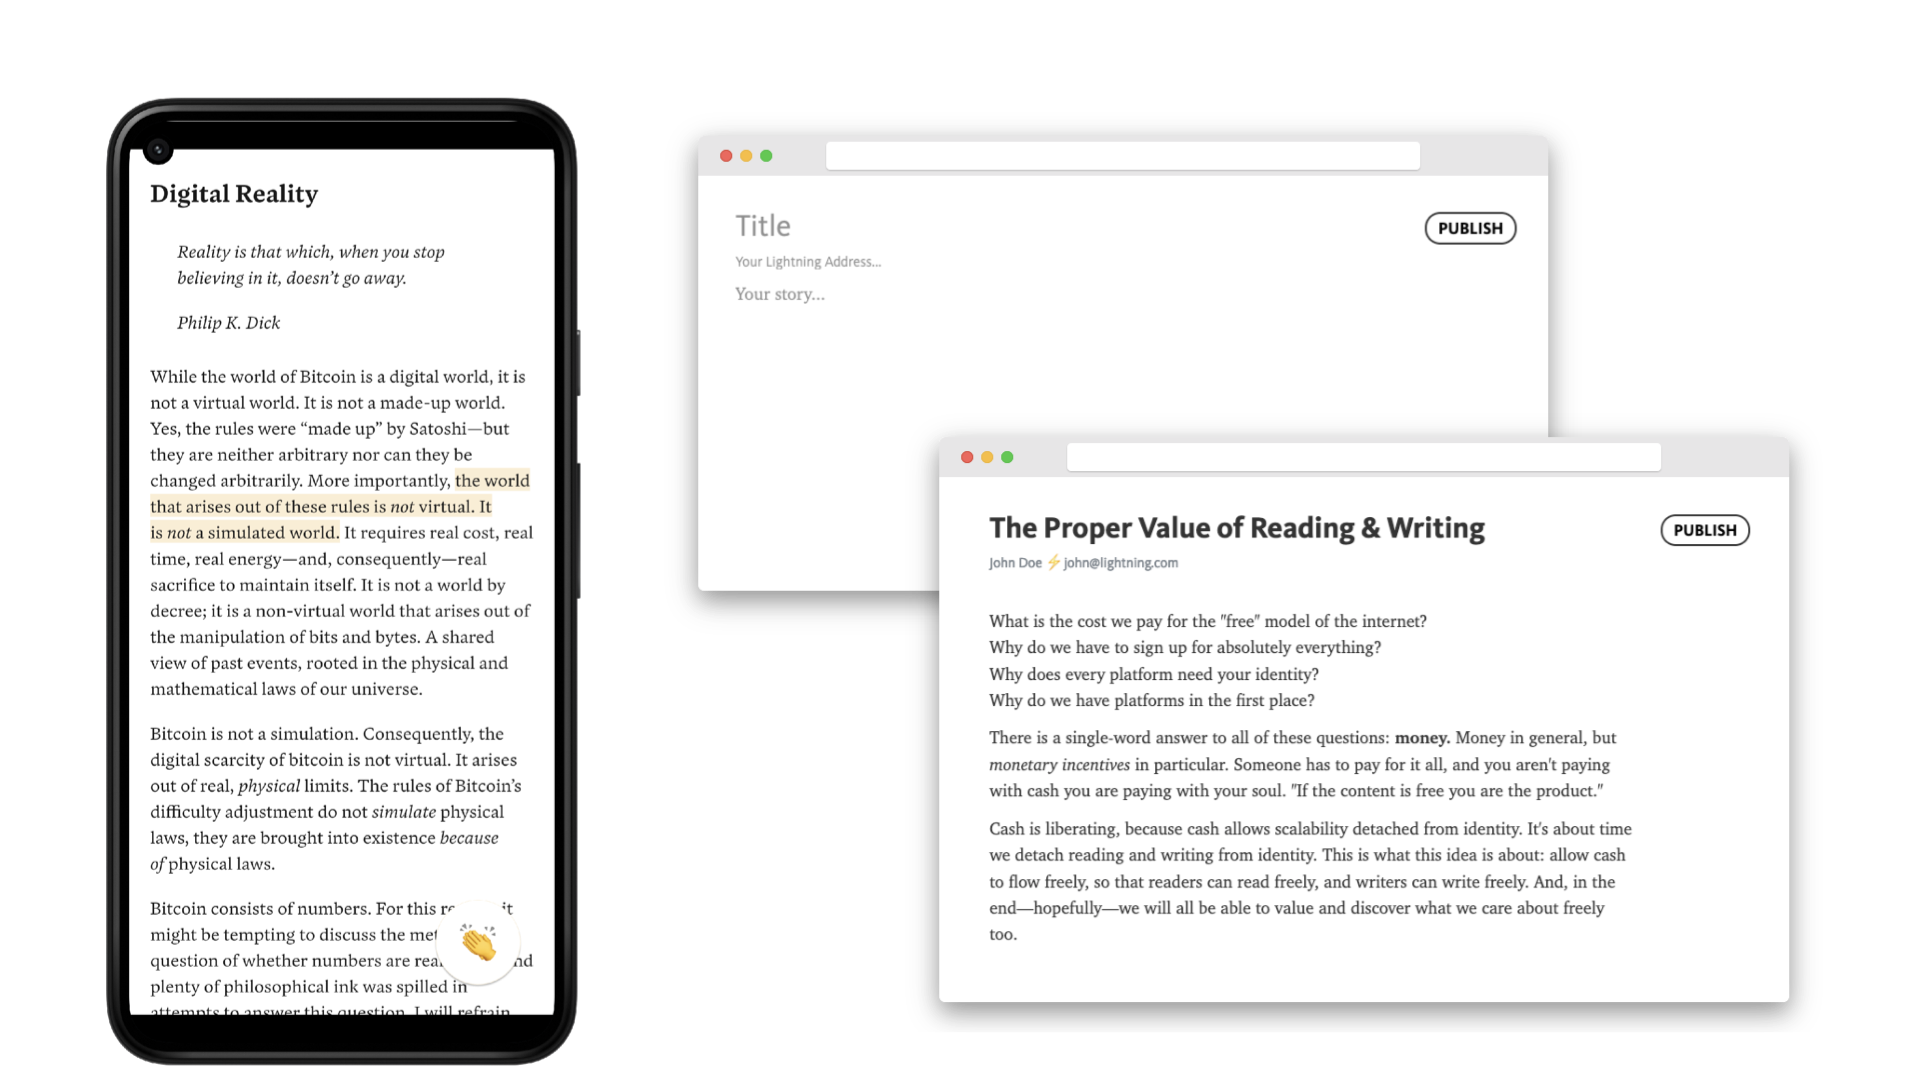 Digital Reality
Reality is that which, when you stop
believing in it, doesn’t go away.
Philip K. Dick
While the world of Bitcoin is a digital world, it is
not a virtual world. It is not a made-up world.
Yes, the rules were “made up” by Satoshi—but
they are neither arbitrary nor can they be
changed arbitrarily. More importantly, the world
that arises out of these rules is not virtual. It
is not a simulated world. It requires real cost, real
time, real energy—and, consequently—real
sacrifice to maintain itself. It is not a world by
decree; it is a non-virtual world that arises out of
the manipulation of bits and bytes. A shared
view of past events, rooted in the physical and
mathematical laws of our universe.
Bitcoin is not a simulation. Consequently, the
digital scarcity of bitcoin is not virtual. It arises
out of real, physical limits. The rules of Bitcoin’s
difficulty adjustment do not simulate physical
laws, they are brought into existence because
of physical laws.
Bitcoin consists of numbers. For this it
might be tempting to discuss the
question of whether numbers are
plenty of philosophical ink was spilled in
attempts to answer this question. I will refrain
Title
PUBLISH
Your Lightning Address...
Your story...
The Proper Value of Reading & Writing
PUBLISH
John Doe ⚡ john@lightning.com
What is the cost we pay for the "free" model of the internet?
Why do we have to sign up for absolutely everything?
Why does every platform need your identity?
Why do we have platforms in the first place?
There is a single-word answer to all of these questions: money. Money in general, but
monetary incentives in particular. Someone has to pay for it all, and you aren't paying
with cash you are paying with your soul. "If the content is free you are the product."
Cash is liberating, because cash allows scalability detached from identity. It's about time
we detach reading and writing from identity. This is what this idea is about: allow cash
to flow freely, so that readers can read freely, and writers can write freely. And, in the
end—hopefully—we will all be able to value and discover what we care about freely
too.